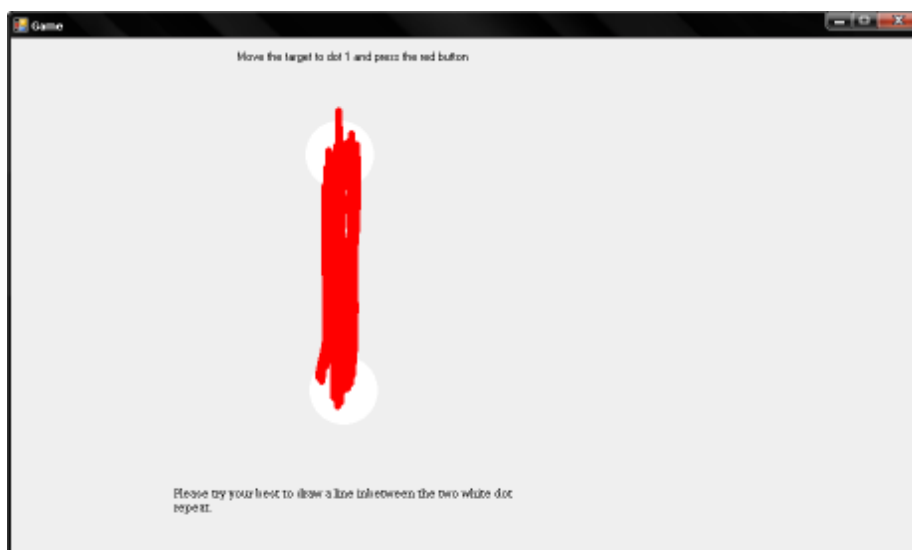 Game
Move the target to dot 1 and press the red button
Please try your best to draw a line inbetween the two white dot
repeat.